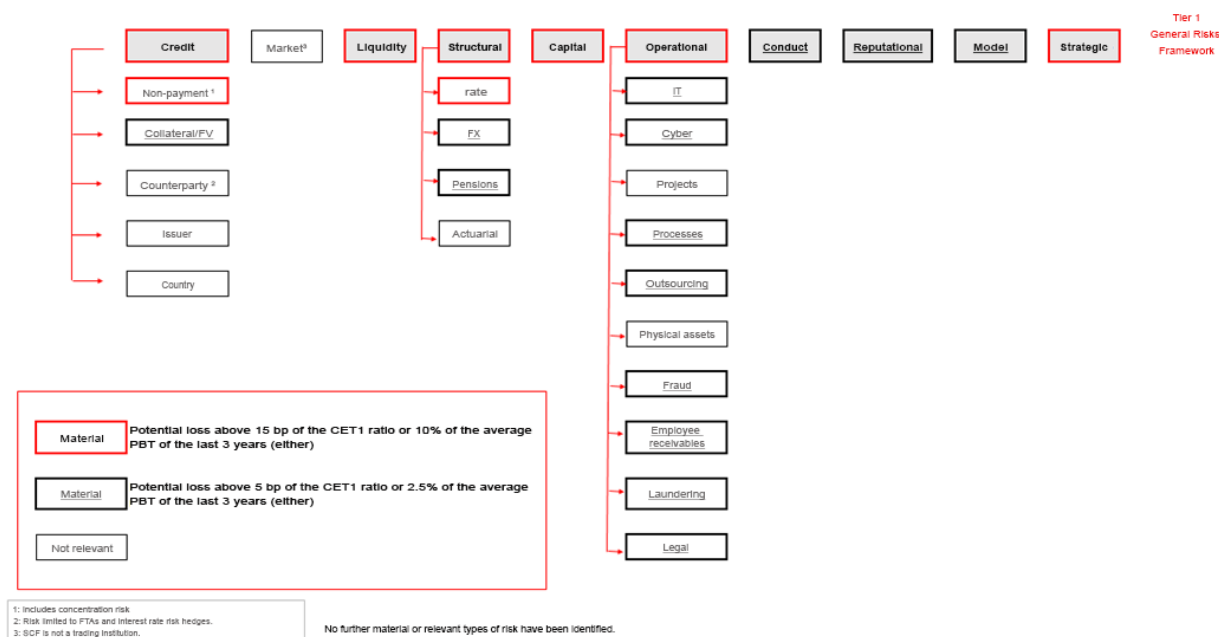 Tier 1
General Risks
Framework
Credit
Market³
Liquidity
Structural
Capital
Operational
Conduct
Reputational
Model
Strategic
Non-payment ¹
Collateral/FV
Counterparty ²
Issuer
Country
rate
FX
Pensions
Actuarial
IT
Cyber
Projects
Processes
Outsourcing
Physical assets
Fraud
Employee
receivables
Laundering
Legal
Material
Potential loss above 15 bp of the CET1 ratio or 10% of the average
PBT of the last 3 years (either)
Material
Potential loss above 5 bp of the CET1 ratio or 2.5% of the average
PBT of the last 3 years (either)
Not relevant
1: Includes concentration risk
2: Risk limited to FTAs and interest rate risk hedges.
3: SCF is not a trading institution.
No further material or relevant types of risk have been identified.